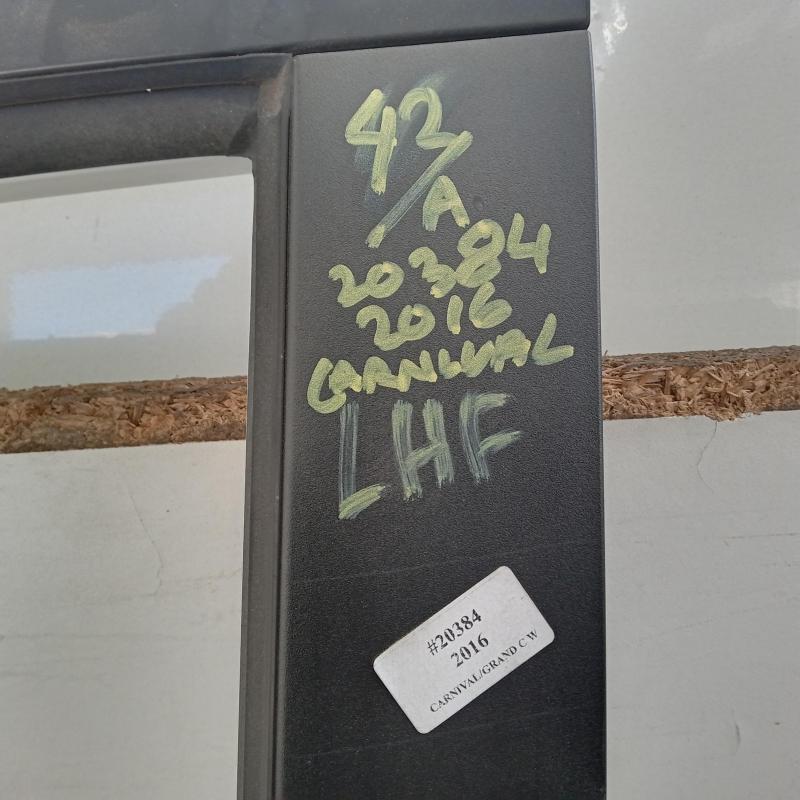 42/A
20384
2016
CARNIVAL
LHF
#20384
2016
CARNIVAL/GRAND C W